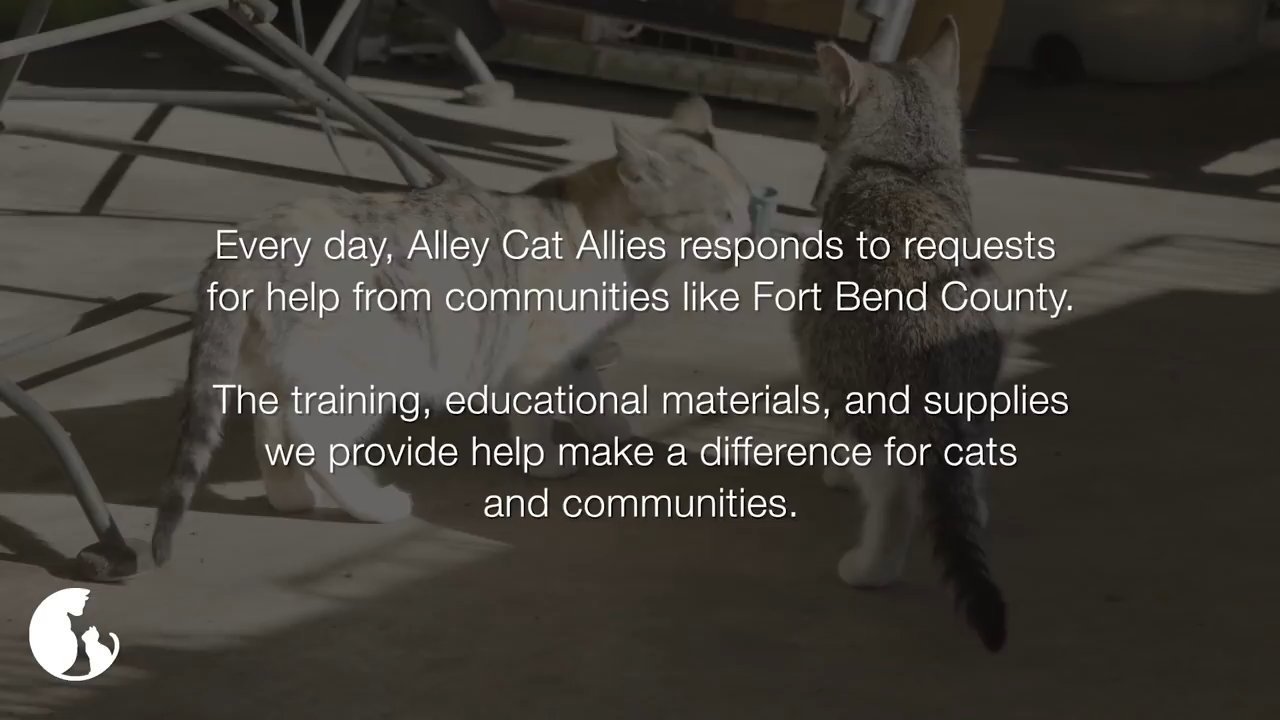 Every day, Alley Cat Allies responds to requests
for help from communities like Fort Bend County.
The training, educational materials, and supplies
we provide help make a difference for cats
and communities.